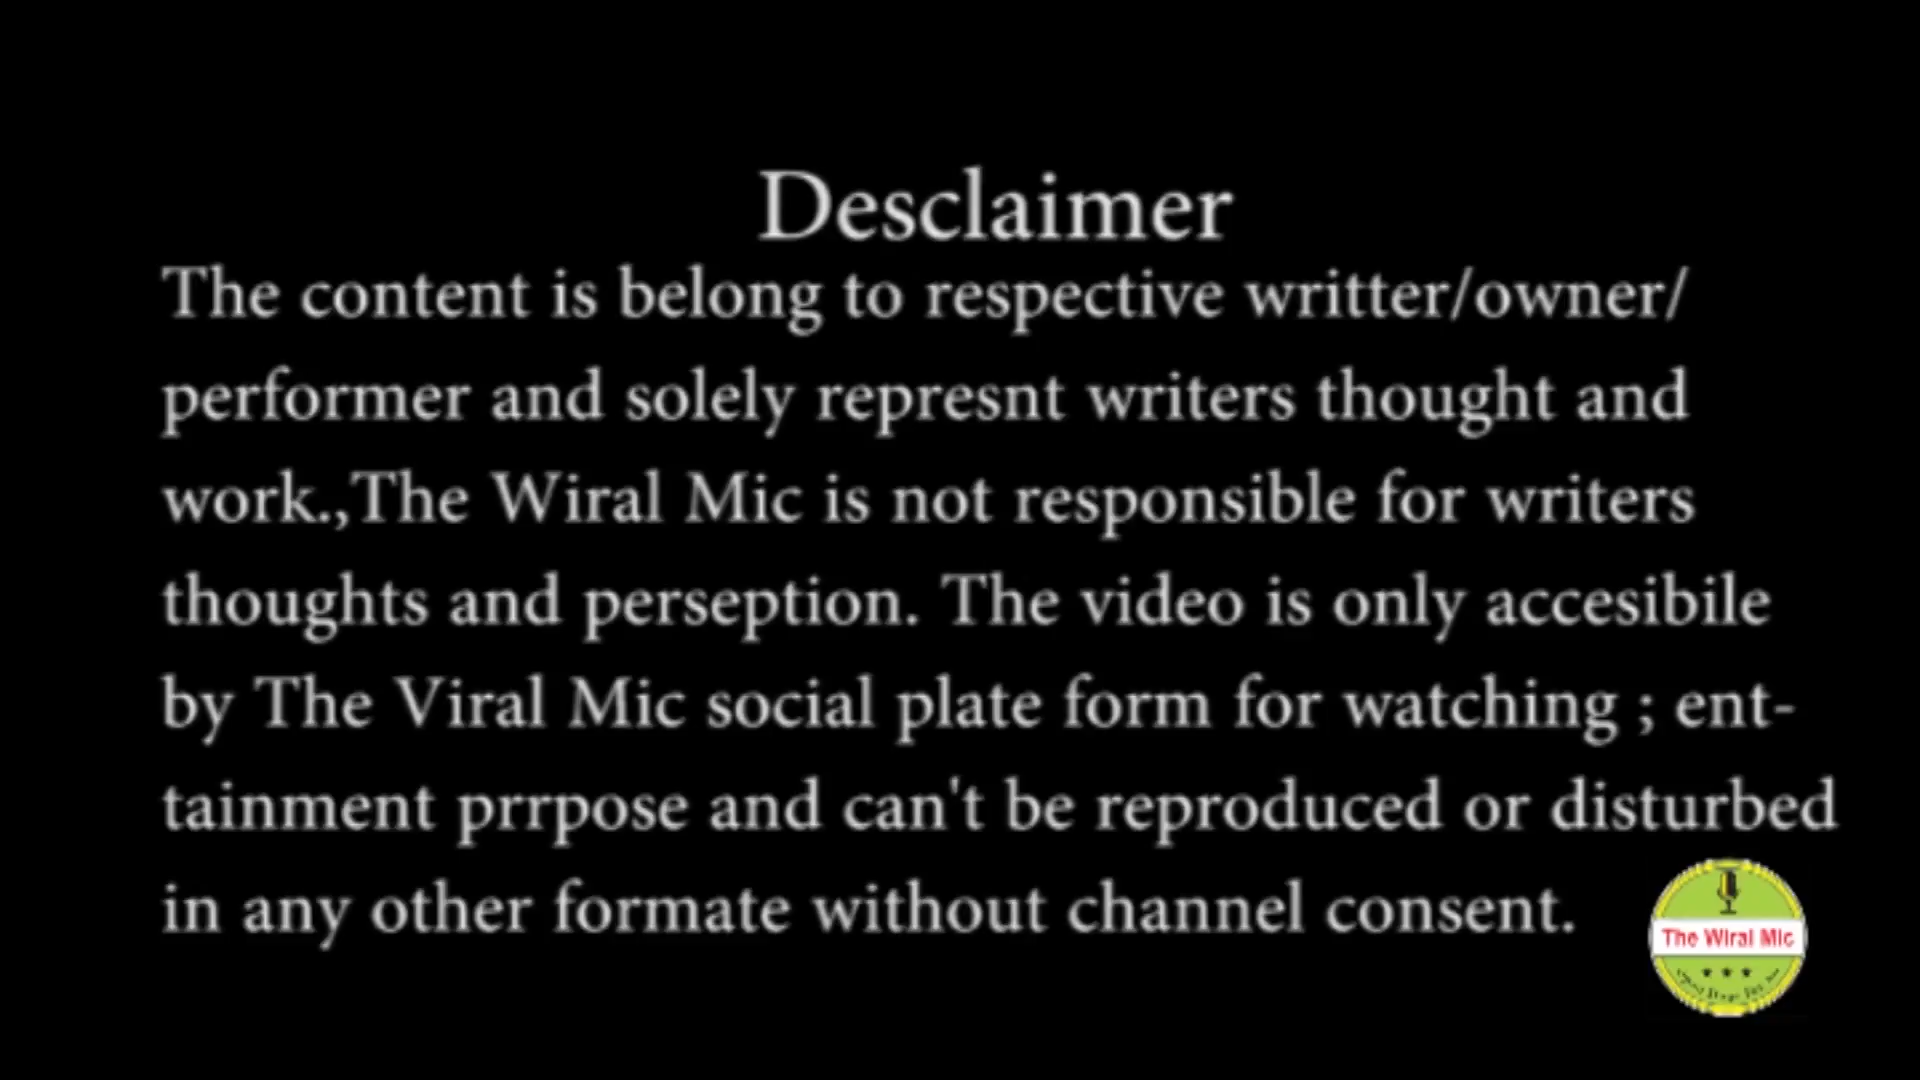 Desclaimer
The content is belong to respective writter/owner/
performer and solely represnt writers thought and
work.,The Wiral Mic is not responsible for writers
thoughts and perseption. The video is only accesibile
by The Viral Mic social plate form for watching ; ent-
tainment prrpose and can't be reproduced or disturbed
in any other formate without channel consent.
The Wiral Mic